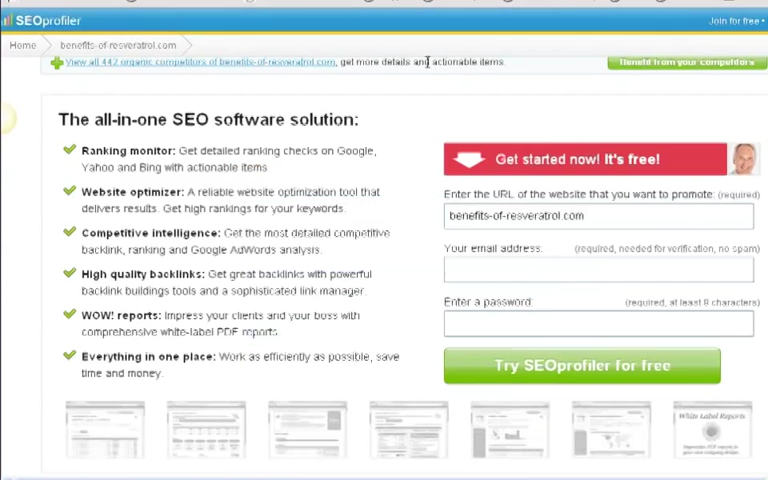 SEOprofiler
Join for free
Home
benefits-of-resveratrol.com
View all 442 organic competitors of benefits-of-resveratrol.com, get more details and actionable items.
Benefit from your competitors
The all-in-one SEO software solution:
Ranking monitor: Get detailed ranking checks on Google,
Yahoo and Bing with actionable items
Website optimizer: A reliable website optimization tool that
delivers results. Get high rankings for your keywords.
Competitive intelligence: Get the most detailed competitive
backlink, ranking and Google AdWords analysis.
High quality backlinks: Get great backlinks with powerful
backlink buildings tools and a sophisticated link manager.
WOW! reports: Impress your clients and your boss with
comprehensive white-label PDF reports.
Everything in one place: Work as efficiently as possible, save
time and money.
Get started now! It's free!
Enter the URL of the website that you want to promote: (required)
benefits-of-resveratrol.com
Your email address: (required, needed for verification, no spam)
Enter a password: (required, at least 8 characters)
Try SEOprofiler for free
White Label Reports